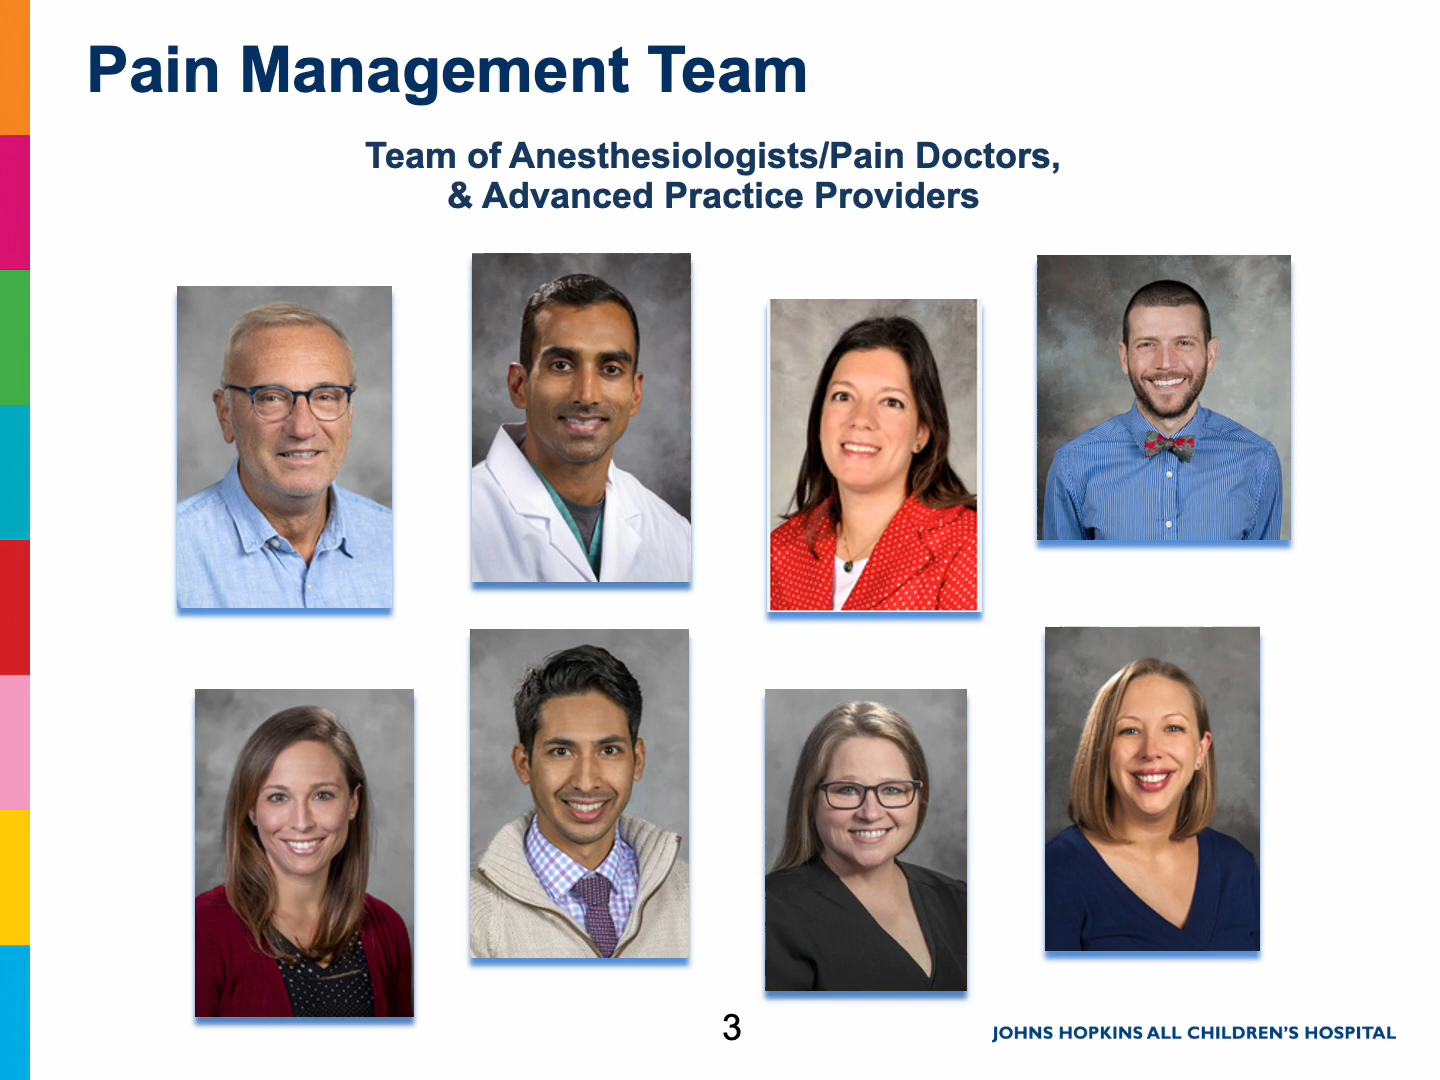 Pain Management Team
Team of Anesthesiologists/Pain Doctors,
& Advanced Practice Providers
3
JOHNS HOPKINS ALL CHILDREN'S HOSPITAL